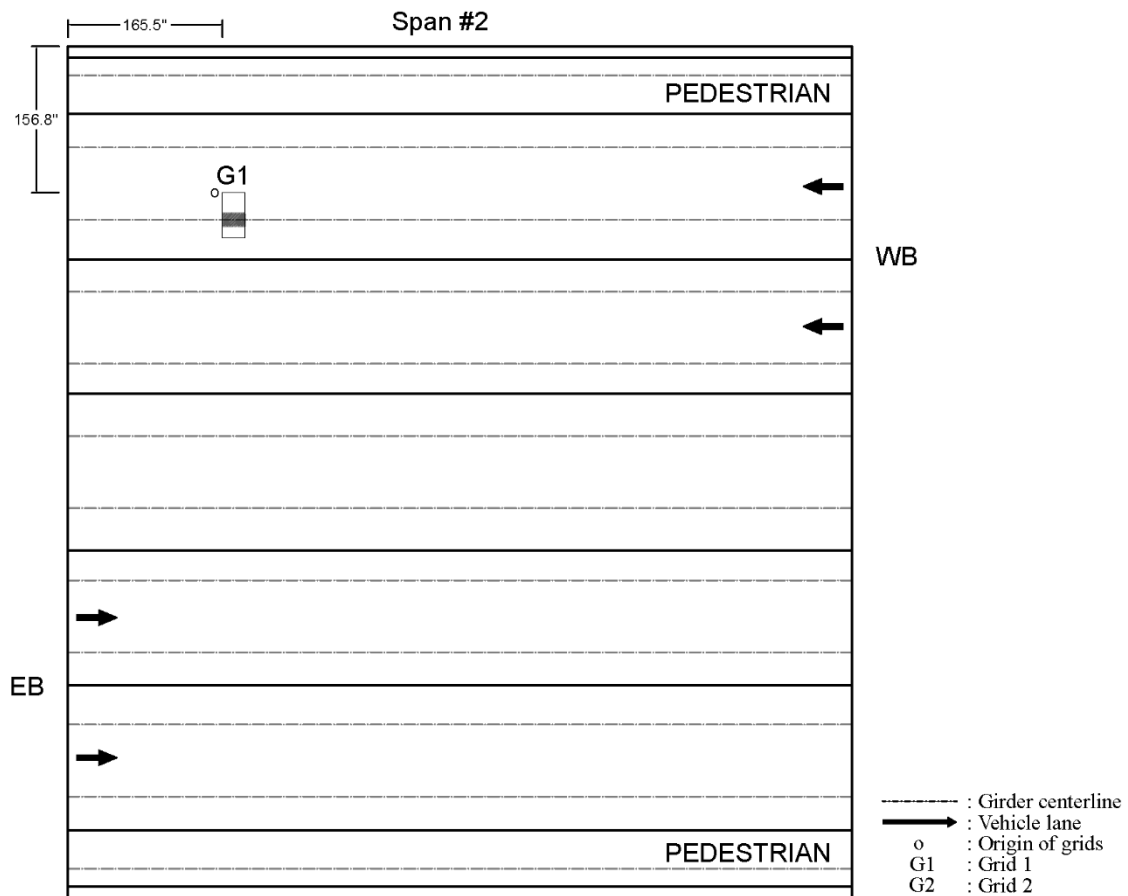 Span #2
165.5"
156.8"
PEDESTRIAN
G1
o
WB
EB
PEDESTRIAN
: Girder centerline
: Vehicle lane
o : Origin of grids
G1 : Grid 1
G2 : Grid 2